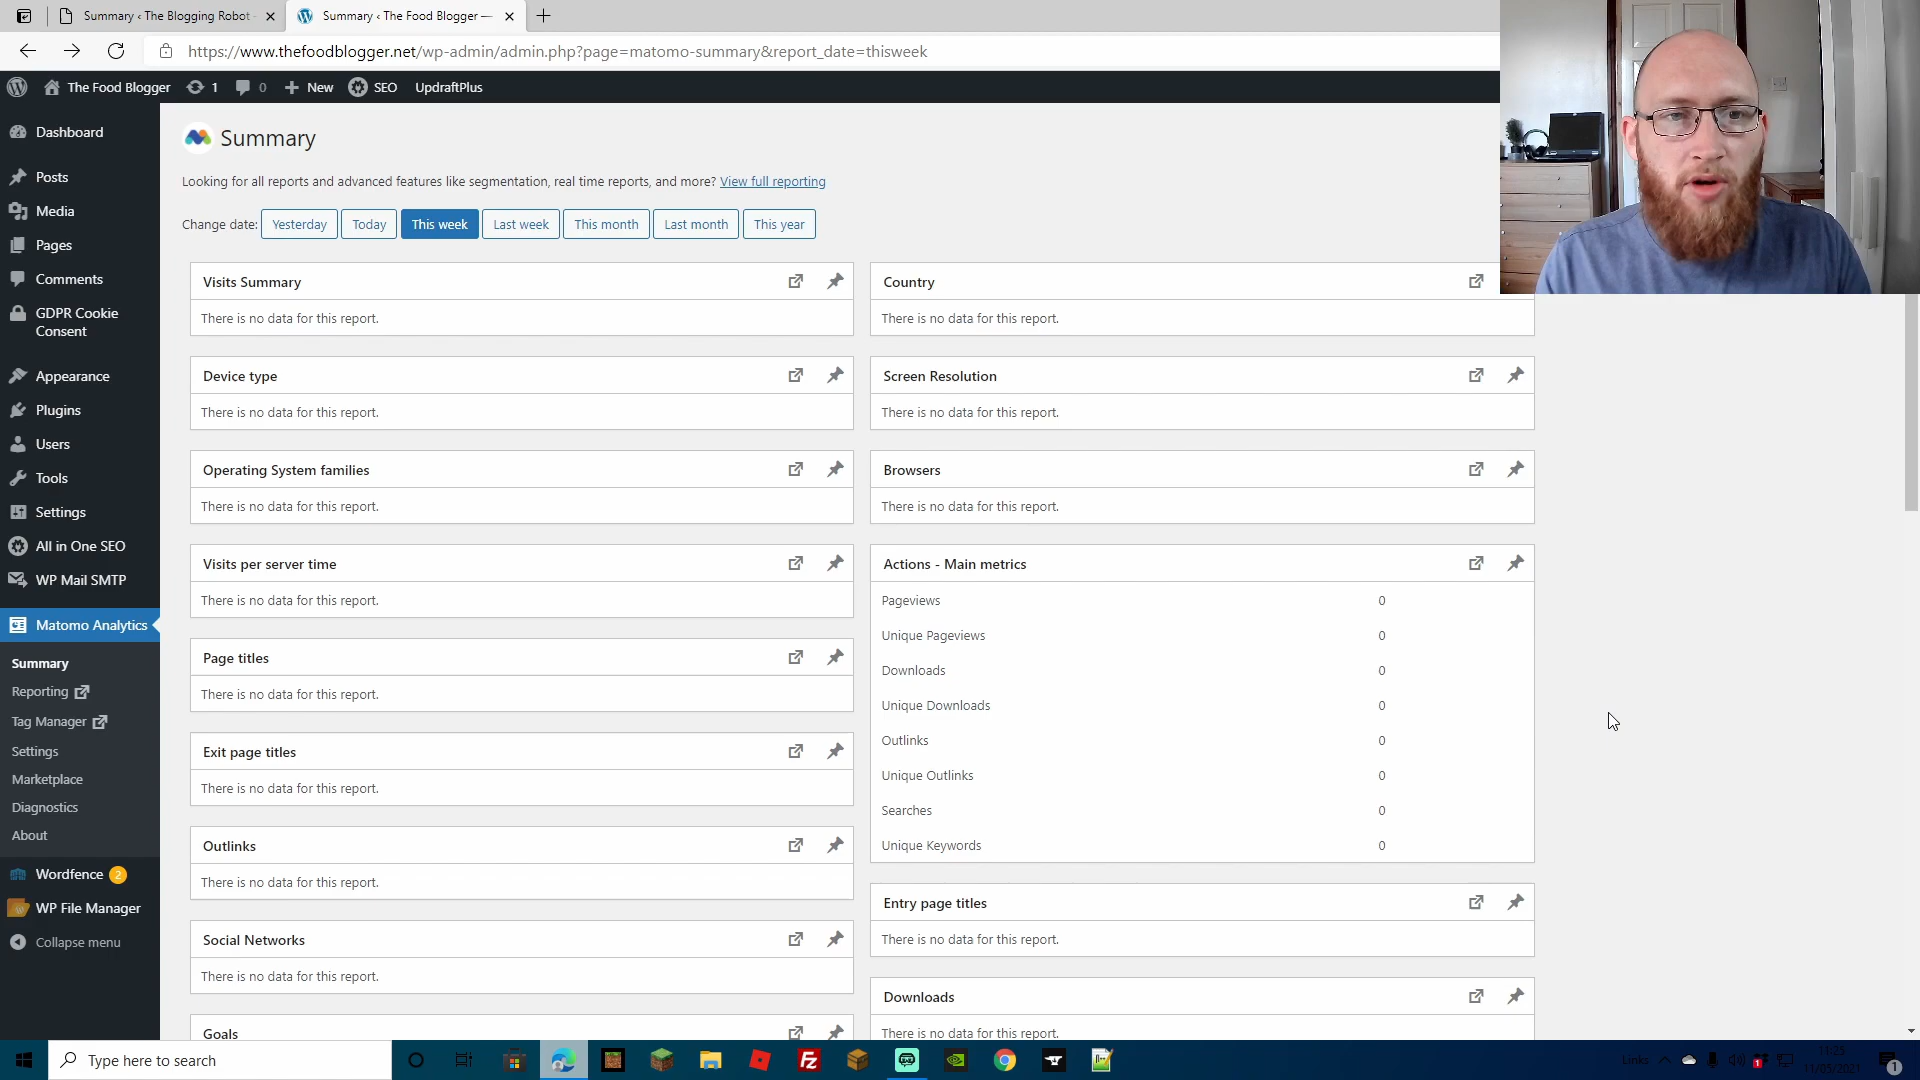 Summary ‹ The Blogging Robot -
Summary ‹ The Food Blogger —
https://www.thefoodblogger.net/wp-admin/admin.php?page=matomo-summary&report_date=thisweek
The Food Blogger 1 0 New SEO UpdraftPlus
Dashboard
Posts
Media
Pages
Comments
GDPR Cookie
Consent
Appearance
Plugins
Users
Tools
Settings
All in One SEO
WP Mail SMTP
Matomo Analytics
Summary
Reporting
Tag Manager
Settings
Marketplace
Diagnostics
About
Wordfence 2
WP File Manager
Collapse menu
Summary
Looking for all reports and advanced features like segmentation, real time reports, and more? View full reporting
Change date: Yesterday Today This week Last week This month Last month This year
Visits Summary
There is no data for this report.
Device type
There is no data for this report.
Operating System families
There is no data for this report.
Visits per server time
There is no data for this report.
Page titles
There is no data for this report.
Exit page titles
There is no data for this report.
Outlinks
There is no data for this report.
Social Networks
There is no data for this report.
Goals
Country
There is no data for this report.
Screen Resolution
There is no data for this report.
Browsers
There is no data for this report.
Actions - Main metrics
Pageviews 0
Unique Pageviews 0
Downloads 0
Unique Downloads 0
Outlinks 0
Unique Outlinks 0
Searches 0
Unique Keywords 0
Entry page titles
There is no data for this report.
Downloads
There is no data for this report.
Type here to search
Links
11/05/2021
1